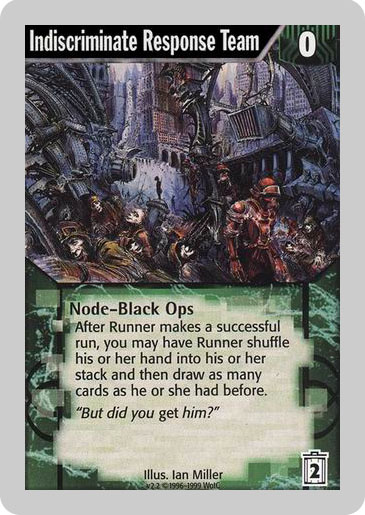 Indiscriminate Response Team
0
Node–Black Ops
After Runner makes a successful
run, you may have Runner shuffle
his or her hand into his or her
stack and then draw as many
cards as he or she had before.
"But did you get him?"
Illus. Ian Miller
v2.2 ©1996–1999 WotC
2